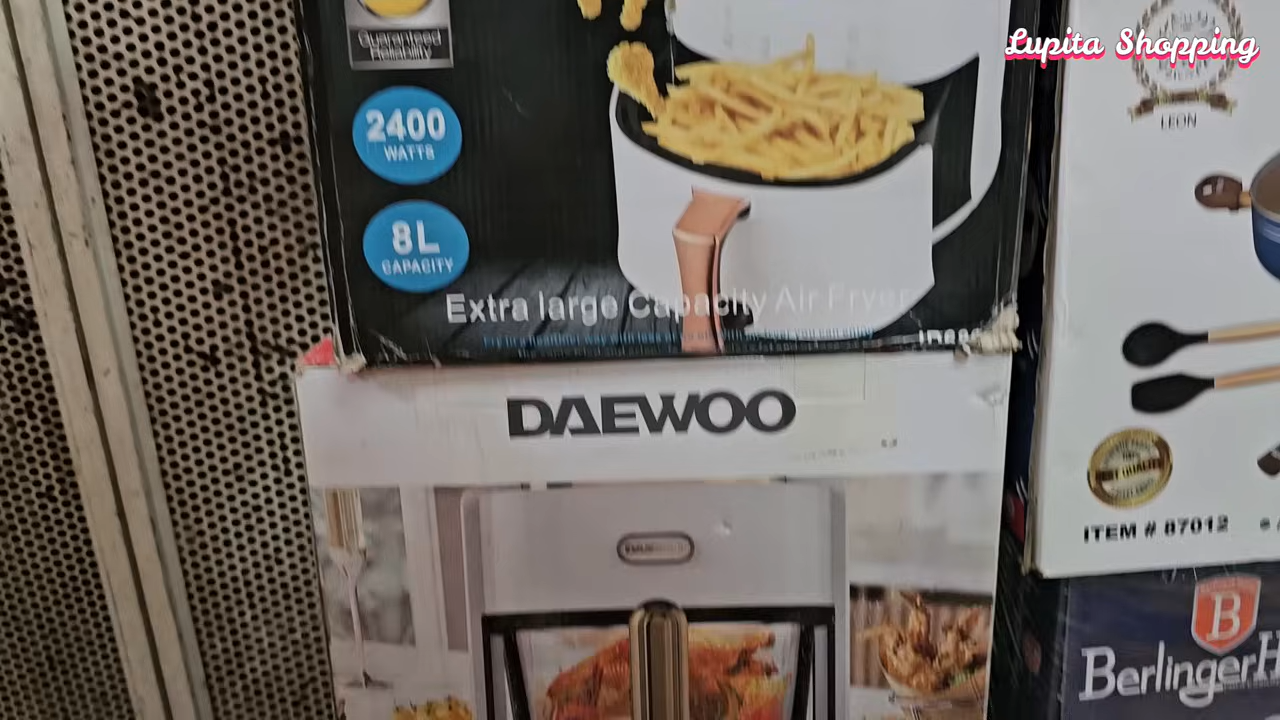 Guaranteed
Reliability
2400
WATTS
8L
CAPACITY
Extra large Capacity Air Fryer
DAEWOO
Lupita Shopping
LEON
ITEM # 87012
B
BerlingerH